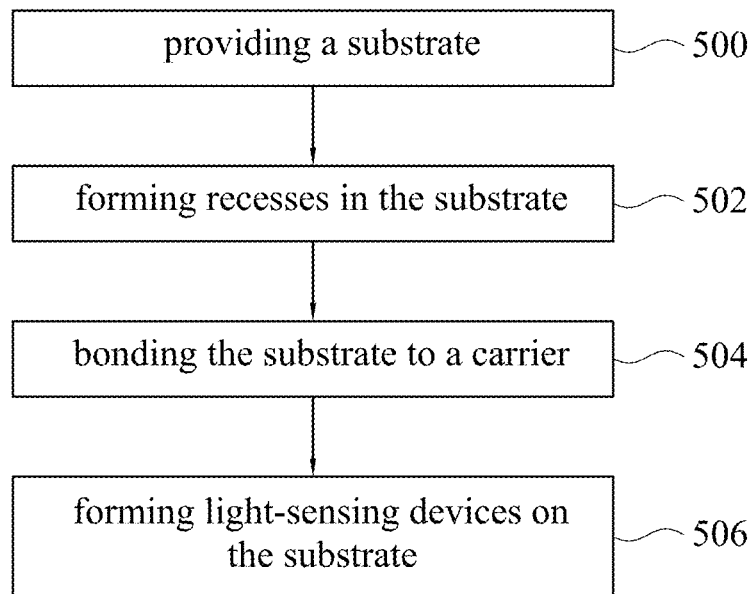 providing a substrate
500
forming recesses in the substrate
502
bonding the substrate to a carrier
504
forming light-sensing devices on
the substrate
506